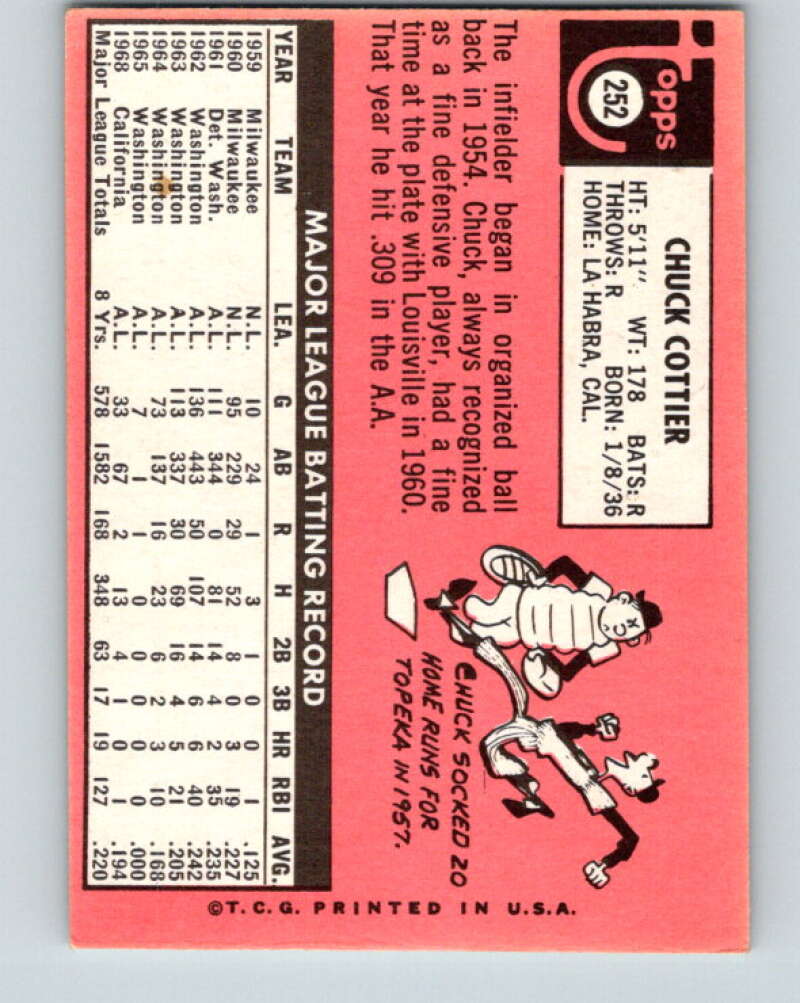 Topps
252
CHUCK COTTIER
HT: 5'11" WT: 178 BATS: R
THROWS: R BORN: 1/8/36
HOME: LA HABRA, CAL.
The infielder began in organized ball
back in 1954. Chuck, always recognized
as a fine defensive player, had a fine
time at the plate with Louisville in 1960.
That year he hit .309 in the A.A.
CHUCK SOCKED 20
HOME RUNS FOR
TOPEKA IN 1957.
MAJOR LEAGUE BATTING RECORD
YEAR TEAM LEA. G AB R H 2B 3B HR RBI AVG.
1959 Milwaukee N.L. 10 24 1 3 1 0 0 1 .125
1960 Milwaukee N.L. 95 229 29 52 8 0 3 19 .227
1961 Det. Wash. A.L. 111 344 0 81 14 4 2 35 .235
1962 Washington A.L. 136 443 50 107 14 6 6 40 .242
1963 Washington A.L. 113 337 30 69 16 4 5 21 .205
1964 Washington A.L. 73 137 16 23 6 2 3 10 .168
1965 Washington A.L. 7 1 1 0 0 0 0 0 .000
1968 California A.L. 33 67 2 13 4 1 0 1 .194
Major League Totals 8 Yrs. 578 1582 168 348 63 17 19 127 .220
©T.C.G. PRINTED IN U.S.A.